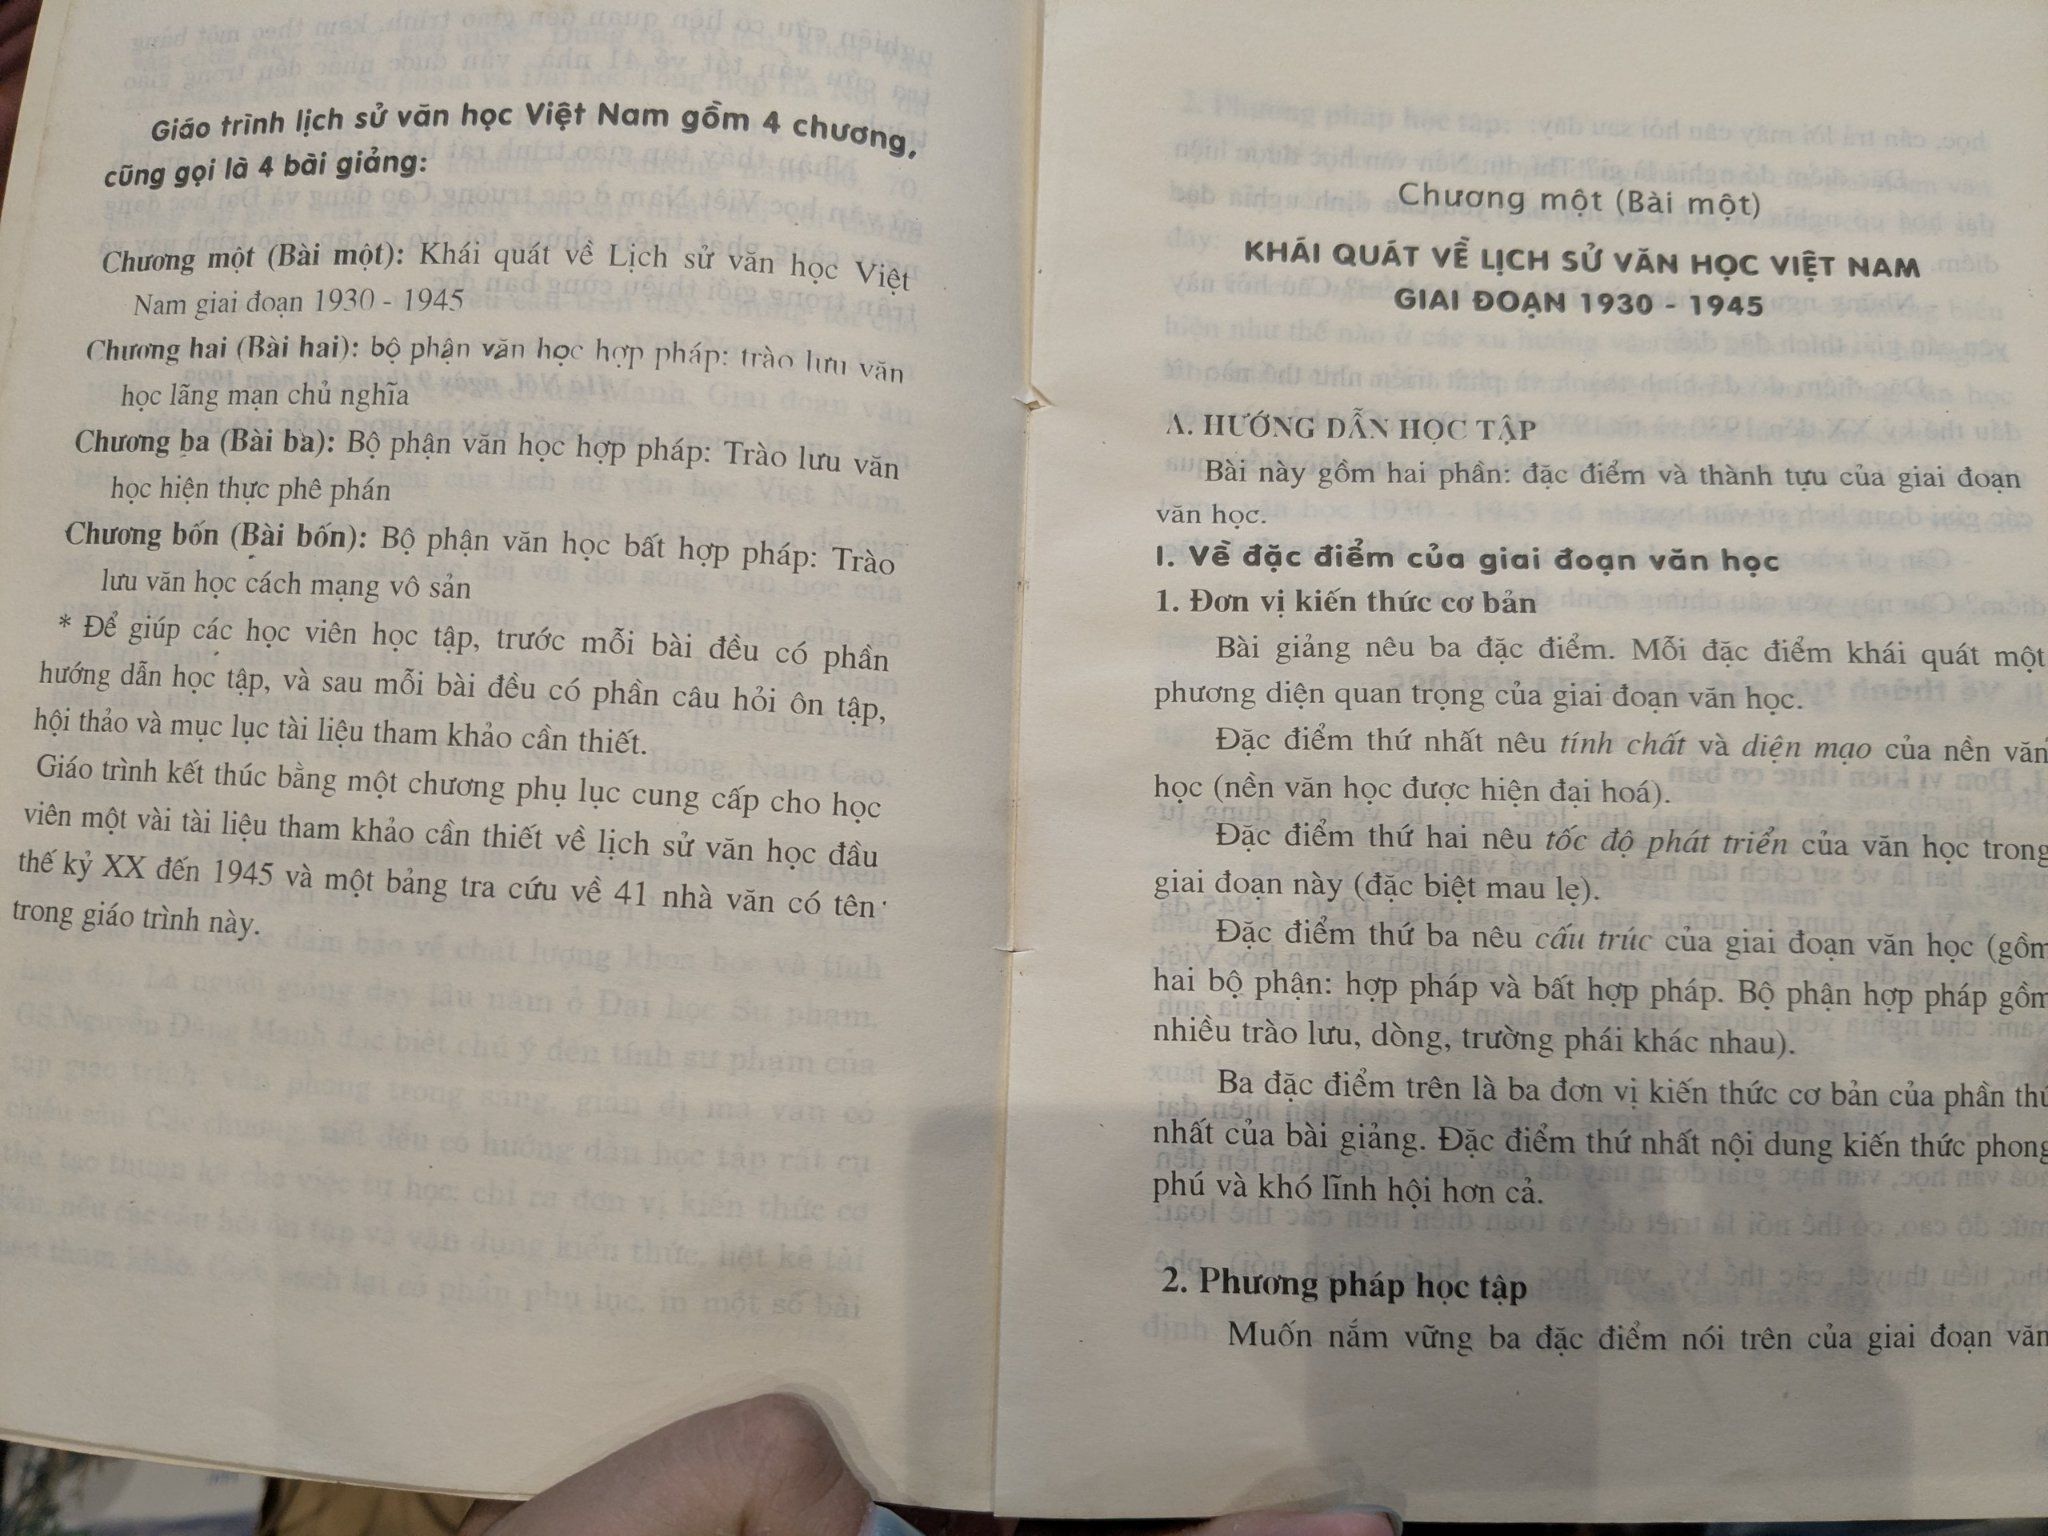 Giáo trình lịch sử văn học Việt Nam gồm 4 chương,
cũng gọi là 4 bài giảng:
Chương một (Bài một): Khái quát về Lịch sử văn học Việt
Nam giai đoạn 1930 - 1945
Chương hai (Bài hai): bộ phận văn học hợp pháp: trào lưu văn
học lãng mạn chủ nghĩa
Chương ba (Bài ba): Bộ phận văn học hợp pháp: Trào lưu văn
học hiện thực phê phán
Chương bốn (Bài bốn): Bộ phận văn học bất hợp pháp: Trào
lưu văn học cách mạng vô sản
* Để giúp các học viên học tập, trước mỗi bài đều có phần
hướng dẫn học tập, và sau mỗi bài đều có phần câu hỏi ôn tập,
hội thảo và mục lục tài liệu tham khảo cần thiết.
Giáo trình kết thúc bằng một chương phụ lục cung cấp cho học
viên một vài tài liệu tham khảo cần thiết về lịch sử văn học đầu
thế kỷ XX đến 1945 và một bảng tra cứu về 41 nhà văn có tên
trong giáo trình này.
Chương một (Bài một)
KHÁI QUÁT VỀ LỊCH SỬ VĂN HỌC VIỆT NAM
GIAI ĐOẠN 1930 - 1945
A. HƯỚNG DẪN HỌC TẬP
Bài này gồm hai phần: đặc điểm và thành tựu của giai đoạn
văn học.
I. Về đặc điểm của giai đoạn văn học
1. Đơn vị kiến thức cơ bản
Bài giảng nêu ba đặc điểm. Mỗi đặc điểm khái quát một
phương diện quan trọng của giai đoạn văn học.
Đặc điểm thứ nhất nêu tính chất và diện mạo của nền văn
học (nền văn học được hiện đại hoá).
Đặc điểm thứ hai nêu tốc độ phát triển của văn học trong
giai đoạn này (đặc biệt mau lẹ).
Đặc điểm thứ ba nêu cấu trúc của giai đoạn văn học (gồm
hai bộ phận: hợp pháp và bất hợp pháp. Bộ phận hợp pháp gồm
nhiều trào lưu, dòng, trường phái khác nhau).
Ba đặc điểm trên là ba đơn vị kiến thức cơ bản của phần thứ
nhất của bài giảng. Đặc điểm thứ nhất nội dung kiến thức phong
phú và khó lĩnh hội hơn cả.
2. Phương pháp học tập
Muốn nắm vững ba đặc điểm nói trên của giai đoạn văn